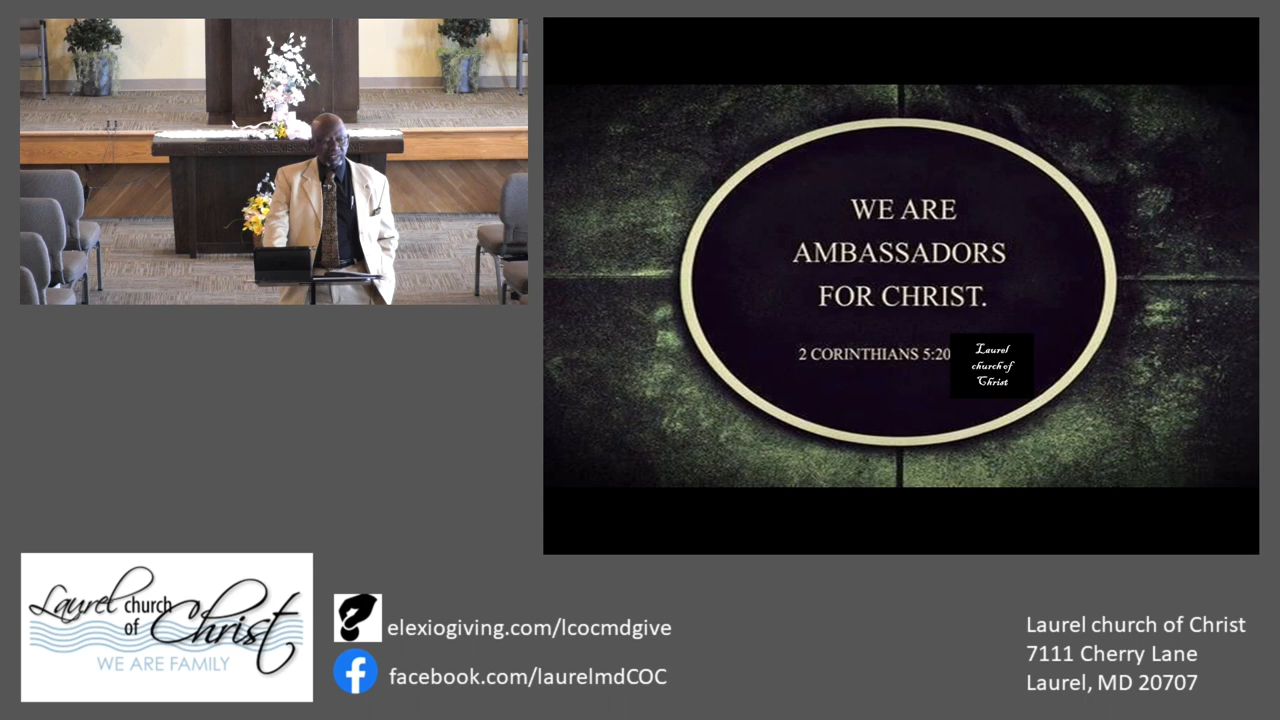 WE ARE
AMBASSADORS
FOR CHRIST.
2 CORINTHIANS 5:20
Laurel
church of
Christ
Laurel church of Christ
WE ARE FAMILY
elexiogiving.com/lcocmdgive
facebook.com/laurelmdCOC
Laurel church of Christ
7111 Cherry Lane
Laurel, MD 20707